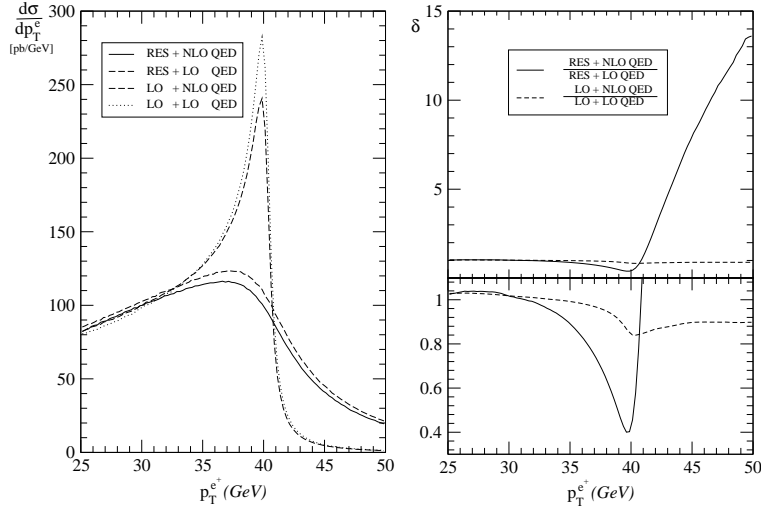 dσ
dp_T^e
[pb/GeV]
300
250
200
150
100
50
0
RES + NLO QED
RES + LO QED
LO + NLO QED
LO + LO QED
25 30 35 40 45 50
p_T^{e^+} (GeV)
δ
15
10
5
RES + NLO QED
RES + LO QED
LO + NLO QED
LO + LO QED
1
0.8
0.6
0.4
25 30 35 40 45 50
p_T^{e^+} (GeV)